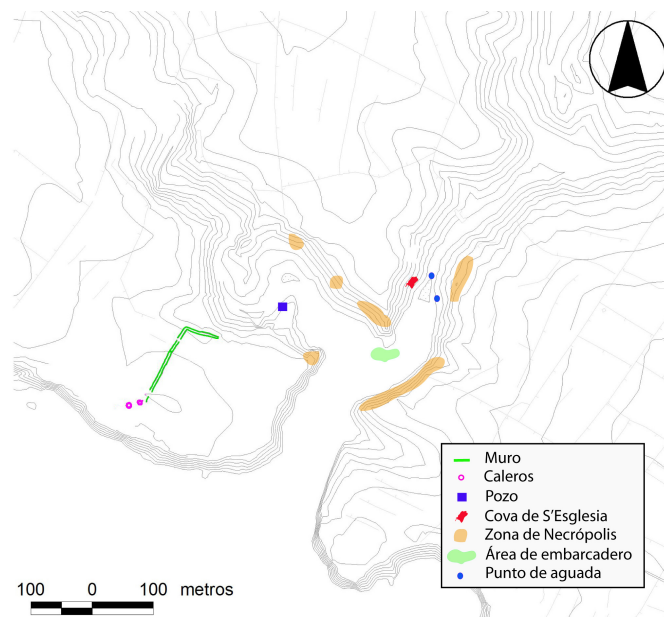 Muro
Caleros
Pozo
Cova de S'Esglesia
Zona de Necrópolis
Área de embarcadero
Punto de aguada
100 0 100 metros